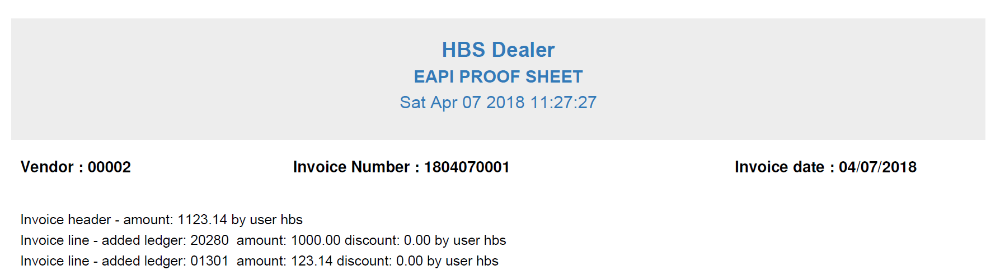 HBS Dealer
EAPI PROOF SHEET
Sat Apr 07 2018 11:27:27
Vendor : 00002 Invoice Number : 1804070001 Invoice date : 04/07/2018
Invoice header - amount: 1123.14 by user hbs
Invoice line - added ledger: 20280  amount: 1000.00 discount: 0.00 by user hbs
Invoice line - added ledger: 01301  amount: 123.14 discount: 0.00 by user hbs